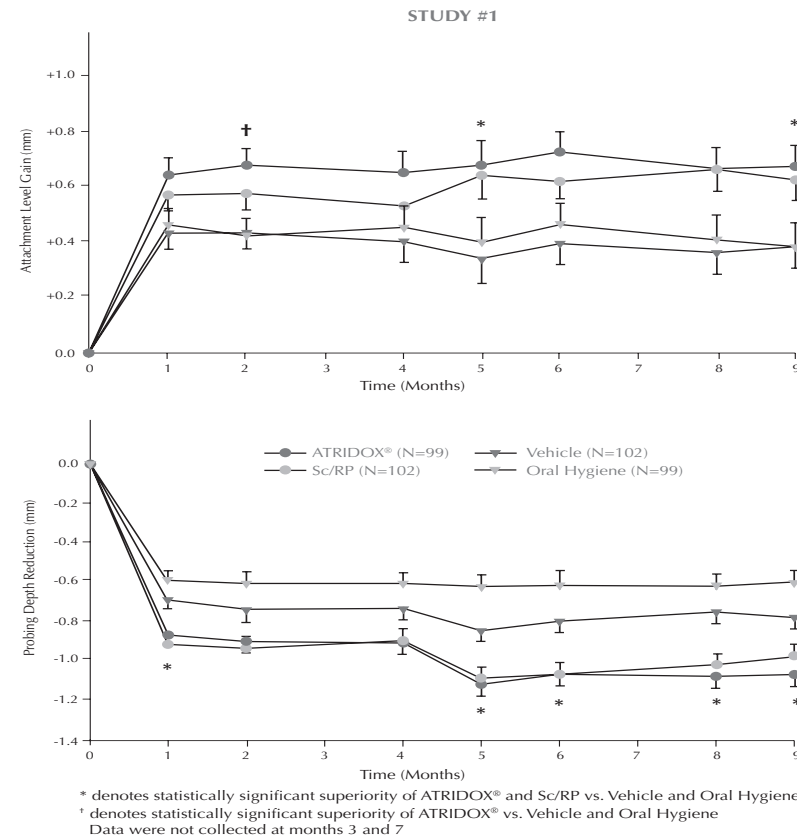 STUDY #1
Attachment Level Gain (mm)
+1.0
+0.8
+0.6
+0.4
+0.2
0.0
†
*
*
0 1 2 3 4 5 6 7 8 9
Time (Months)
Probing Depth Reduction (mm)
0.0
-0.2
-0.4
-0.6
-0.8
-1.0
-1.2
-1.4
ATRIDOX® (N=99) Vehicle (N=102)
Sc/RP (N=102) Oral Hygiene (N=99)
*
* * * *
0 1 2 3 4 5 6 7 8 9
Time (Months)
* denotes statistically significant superiority of ATRIDOX® and Sc/RP vs. Vehicle and Oral Hygiene
† denotes statistically significant superiority of ATRIDOX® vs. Vehicle and Oral Hygiene
Data were not collected at months 3 and 7